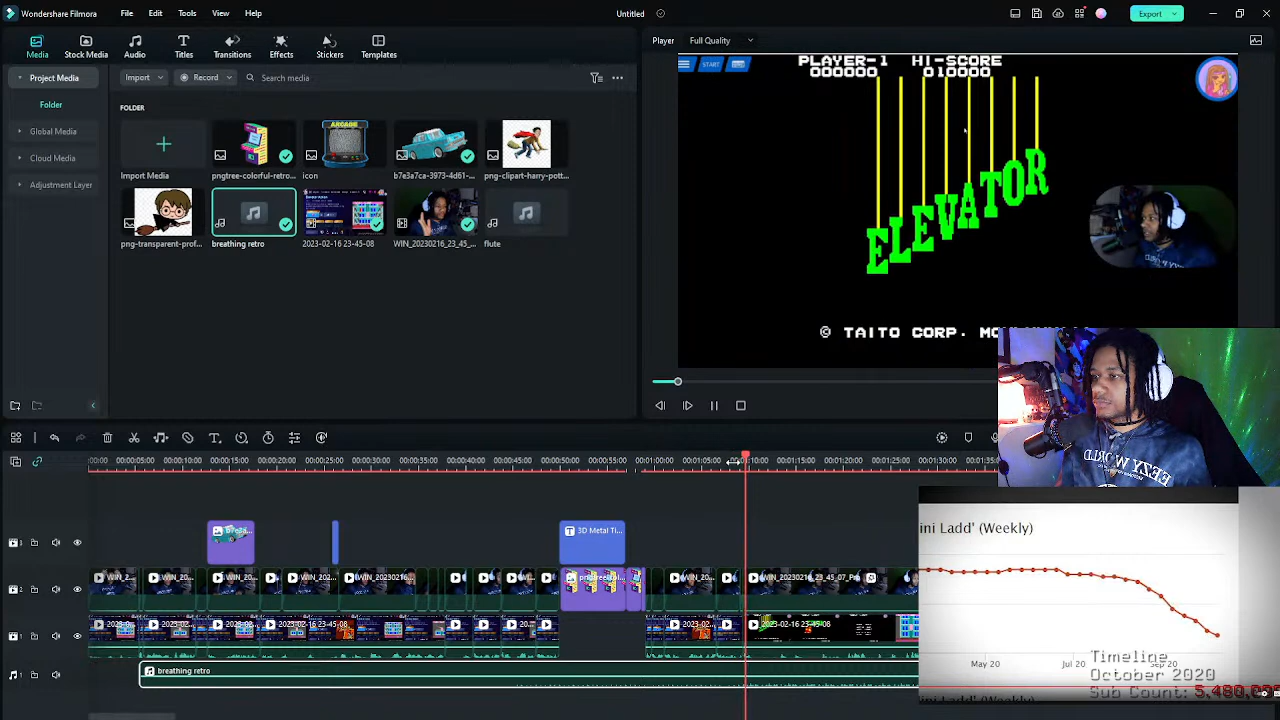 Wondershare Filmora
File
Edit
Tools
View
Help
Untitled
Export
Media
Stock Media
Audio
Titles
Transitions
Effects
Stickers
Templates
Player
Full Quality
Project Media
Import
Record
Search media
Folder
Global Media
Cloud Media
Adjustment Layer
FOLDER
Import Media
pngtree-colorful-retro...
ARCADE
icon
b7e3a7ca-3973-4d61-...
png-clipart-harry-pott...
png-transparent-prof...
breathing retro
2023-02-16 23-45-08
WIN_20230216_23_45_...
flute
START
PLAYER-1 HI-SCORE
000000 010000
ELEVATOR
© TAITO CORP.
00:00:05:00 00:00:10:00 00:00:15:00 00:00:20:00 00:00:25:00 00:00:30:00 00:00:35:00 00:00:40:00 00:00:45:00 00:00:50:00 00:00:55:00 00:01:00:00 00:01:05:00 00:01:10:00 00:01:15:00 00:01:20:00 00:01:25:00 00:01:30:00 00:01:35:00
3D Metal Ti...
WIN_20230216_23_45_07_Pro
2023-02-16 23-45-08
breathing retro
EEZY WORLD
ini Ladd' (Weekly)
May 20
Jul 20
Sep 20
Timeline
October 2020
Sub Count: 5,480,000